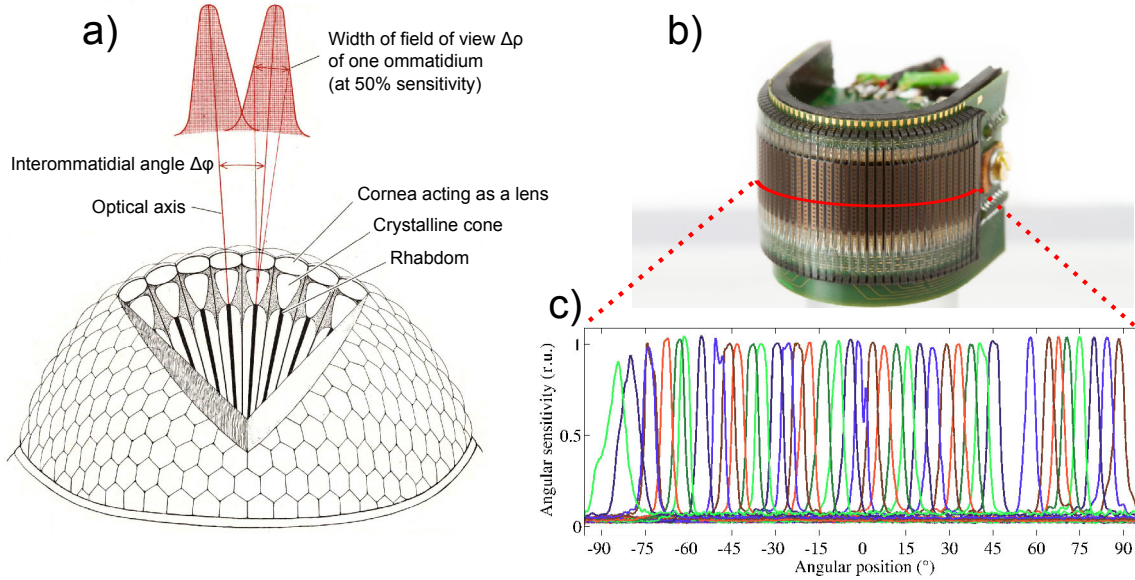 a)
Width of field of view Δρ
of one ommatidium
(at 50% sensitivity)
Interommatidial angle Δφ
Optical axis
Cornea acting as a lens
Crystalline cone
Rhabdom
b)
c)
Angular sensitivity (r.u.)
1
0.5
0
-90 -75 -60 -45 -30 -15 0 15 30 45 60 75 90
Angular position (°)